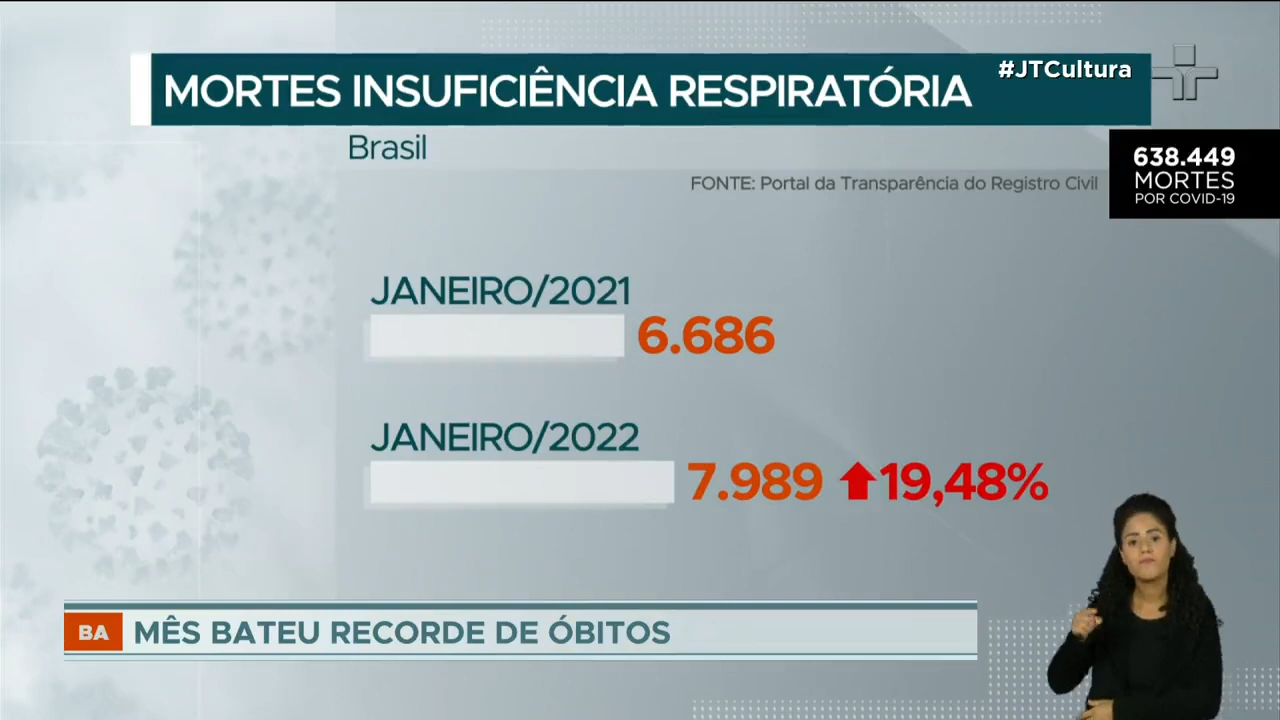 MORTES INSUFICIÊNCIA RESPIRATÓRIA
#JTCultura
Brasil
FONTE: Portal da Transparência do Registro Civil
638.449
MORTES
POR COVID-19
JANEIRO/2021
6.686
JANEIRO/2022
7.989 19,48%
BA MÊS BATEU RECORDE DE ÓBITOS